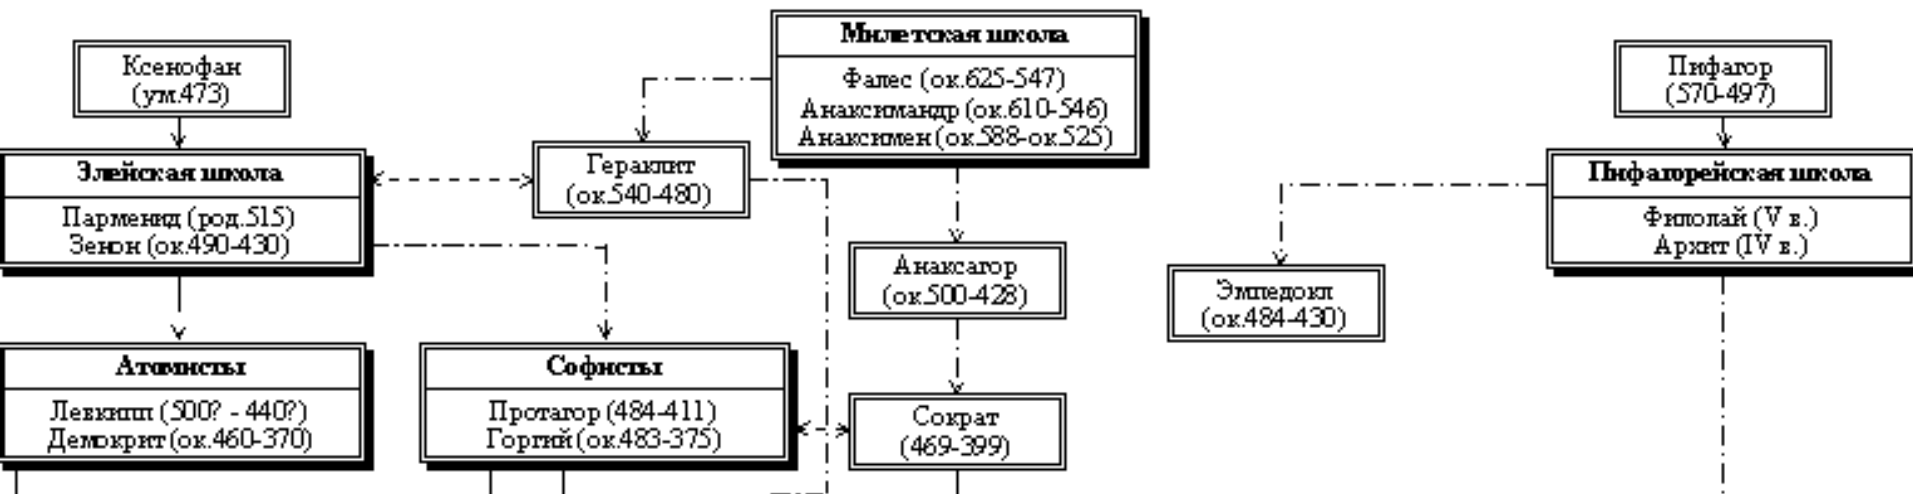 Милетская школа
Фалес (ок.625-547)
Анаксимандр (ок.610-546)
Анаксимен (ок.588-ок.525)
Ксенофан
(ум.473)
Пифагор
(570-497)
Элейская школа
Парменид (род.515)
Зенон (ок.490-430)
Гераклит
(ок.540-480)
Пифагорейская школа
Филолай (V в.)
Архит (IV в.)
Анаксагор
(ок.500-428)
Эмпедокл
(ок.484-430)
Атомисты
Левкипп (500? - 440?)
Демокрит (ок.460-370)
Софисты
Протагор (484-411)
Горгий (ок.483-375)
Сократ
(469-399)